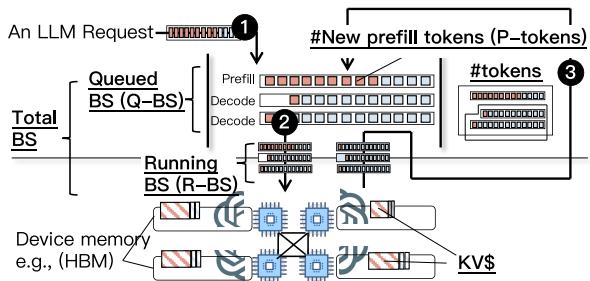 An LLM Request
1
#New prefill tokens (P-tokens)
Queued
BS (Q-BS)
Prefill
Decode
Decode
#tokens
3
2
Total
BS
Running
BS (R-BS)
Device memory
e.g., (HBM)
KV$